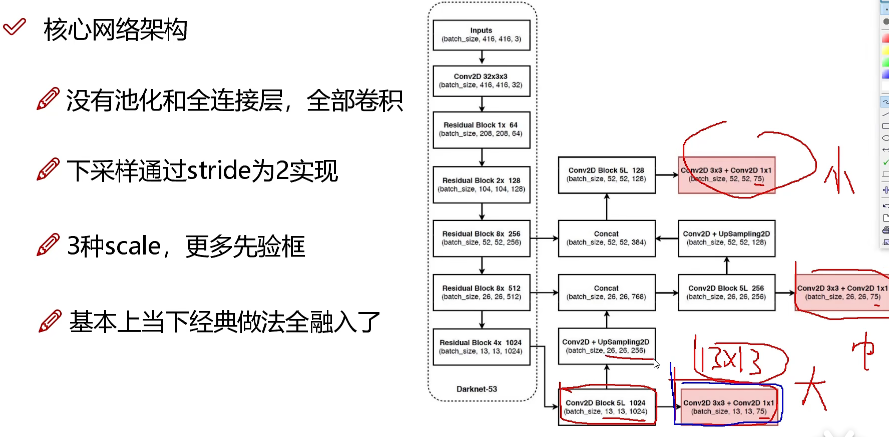 核心网络架构
没有池化和全连接层，全部卷积
下采样通过stride为2实现
3种scale，更多先验框
基本上当下经典做法全融入了
Inputs
(batch_size, 416, 416, 3)
Conv2D 32x3x3
(batch_size, 416, 416, 32)
Residual Block 1x 64
(batch_size, 208, 208, 64)
Residual Block 2x 128
(batch_size, 104, 104, 128)
Conv2D Block 5L 128
(batch_size, 52, 52, 128)
Conv2D 3x3 + Conv2D 1x1
(batch_size, 52, 52, 75)
小
Residual Block 8x 256
(batch_size, 52, 52, 256)
Concat
(batch_size, 52, 52, 384)
Conv2D + UpSampling2D
(batch_size, 52, 52, 128)
Residual Block 8x 512
(batch_size, 26, 26, 512)
Concat
(batch_size, 26, 26, 768)
Conv2D Block 5L 256
(batch_size, 26, 26, 256)
Conv2D 3x3 + Conv2D 1x1
(batch_size, 26, 26, 75)
中
Residual Block 4x 1024
(batch_size, 13, 13, 1024)
Conv2D + UpSampling2D
(batch_size, 26, 26, 256)
13x13
大
Darknet-53
Conv2D Block 5L 1024
(batch_size, 13, 13, 1024)
Conv2D 3x3 + Conv2D 1x1
(batch_size, 13, 13, 75)